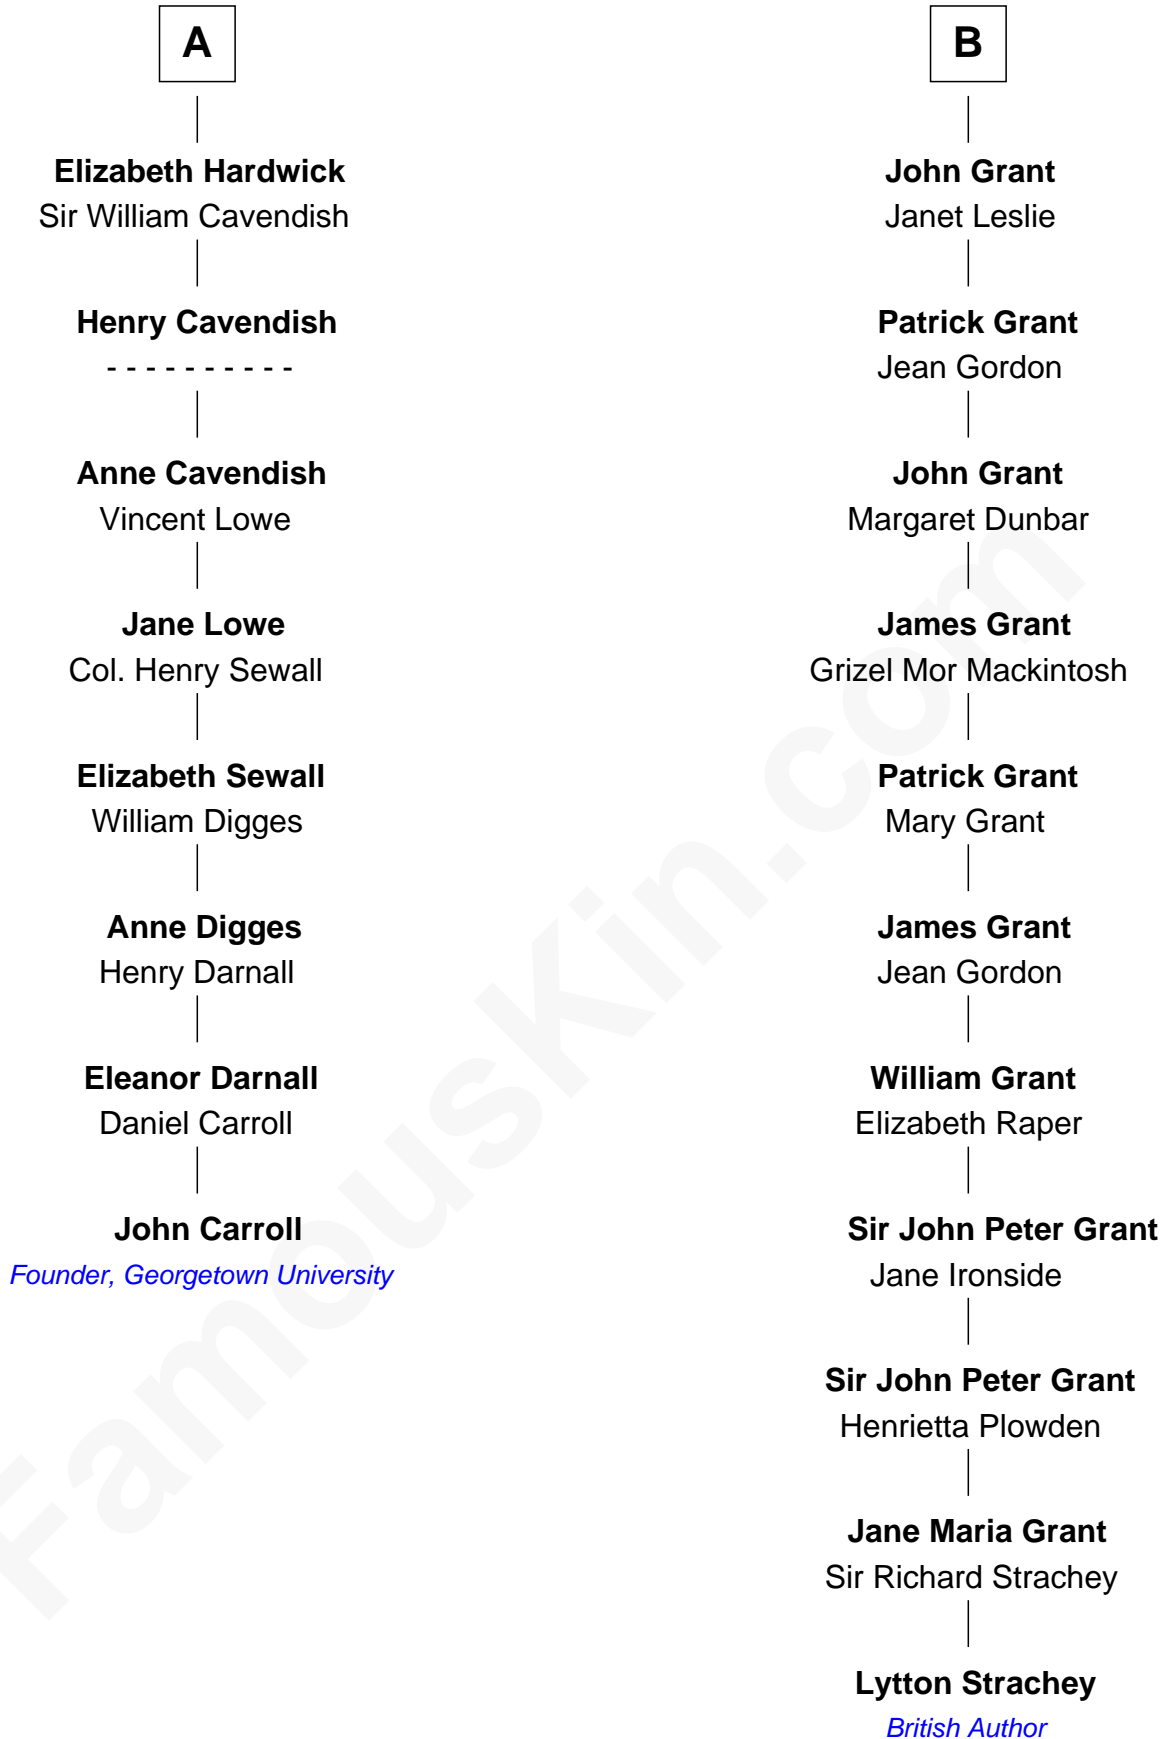 A
Elizabeth Hardwick
Sir William Cavendish
Henry Cavendish
- - - - - - - - - -
Anne Cavendish
Vincent Lowe
Jane Lowe
Col. Henry Sewall
Elizabeth Sewall
William Digges
Anne Digges
Henry Darnall
Eleanor Darnall
Daniel Carroll
John Carroll
Founder, Georgetown University
B
John Grant
Janet Leslie
Patrick Grant
Jean Gordon
John Grant
Margaret Dunbar
James Grant
Grizel Mor Mackintosh
Patrick Grant
Mary Grant
James Grant
Jean Gordon
William Grant
Elizabeth Raper
Sir John Peter Grant
Jane Ironside
Sir John Peter Grant
Henrietta Plowden
Jane Maria Grant
Sir Richard Strachey
Lytton Strachey
British Author
FamousKin.com